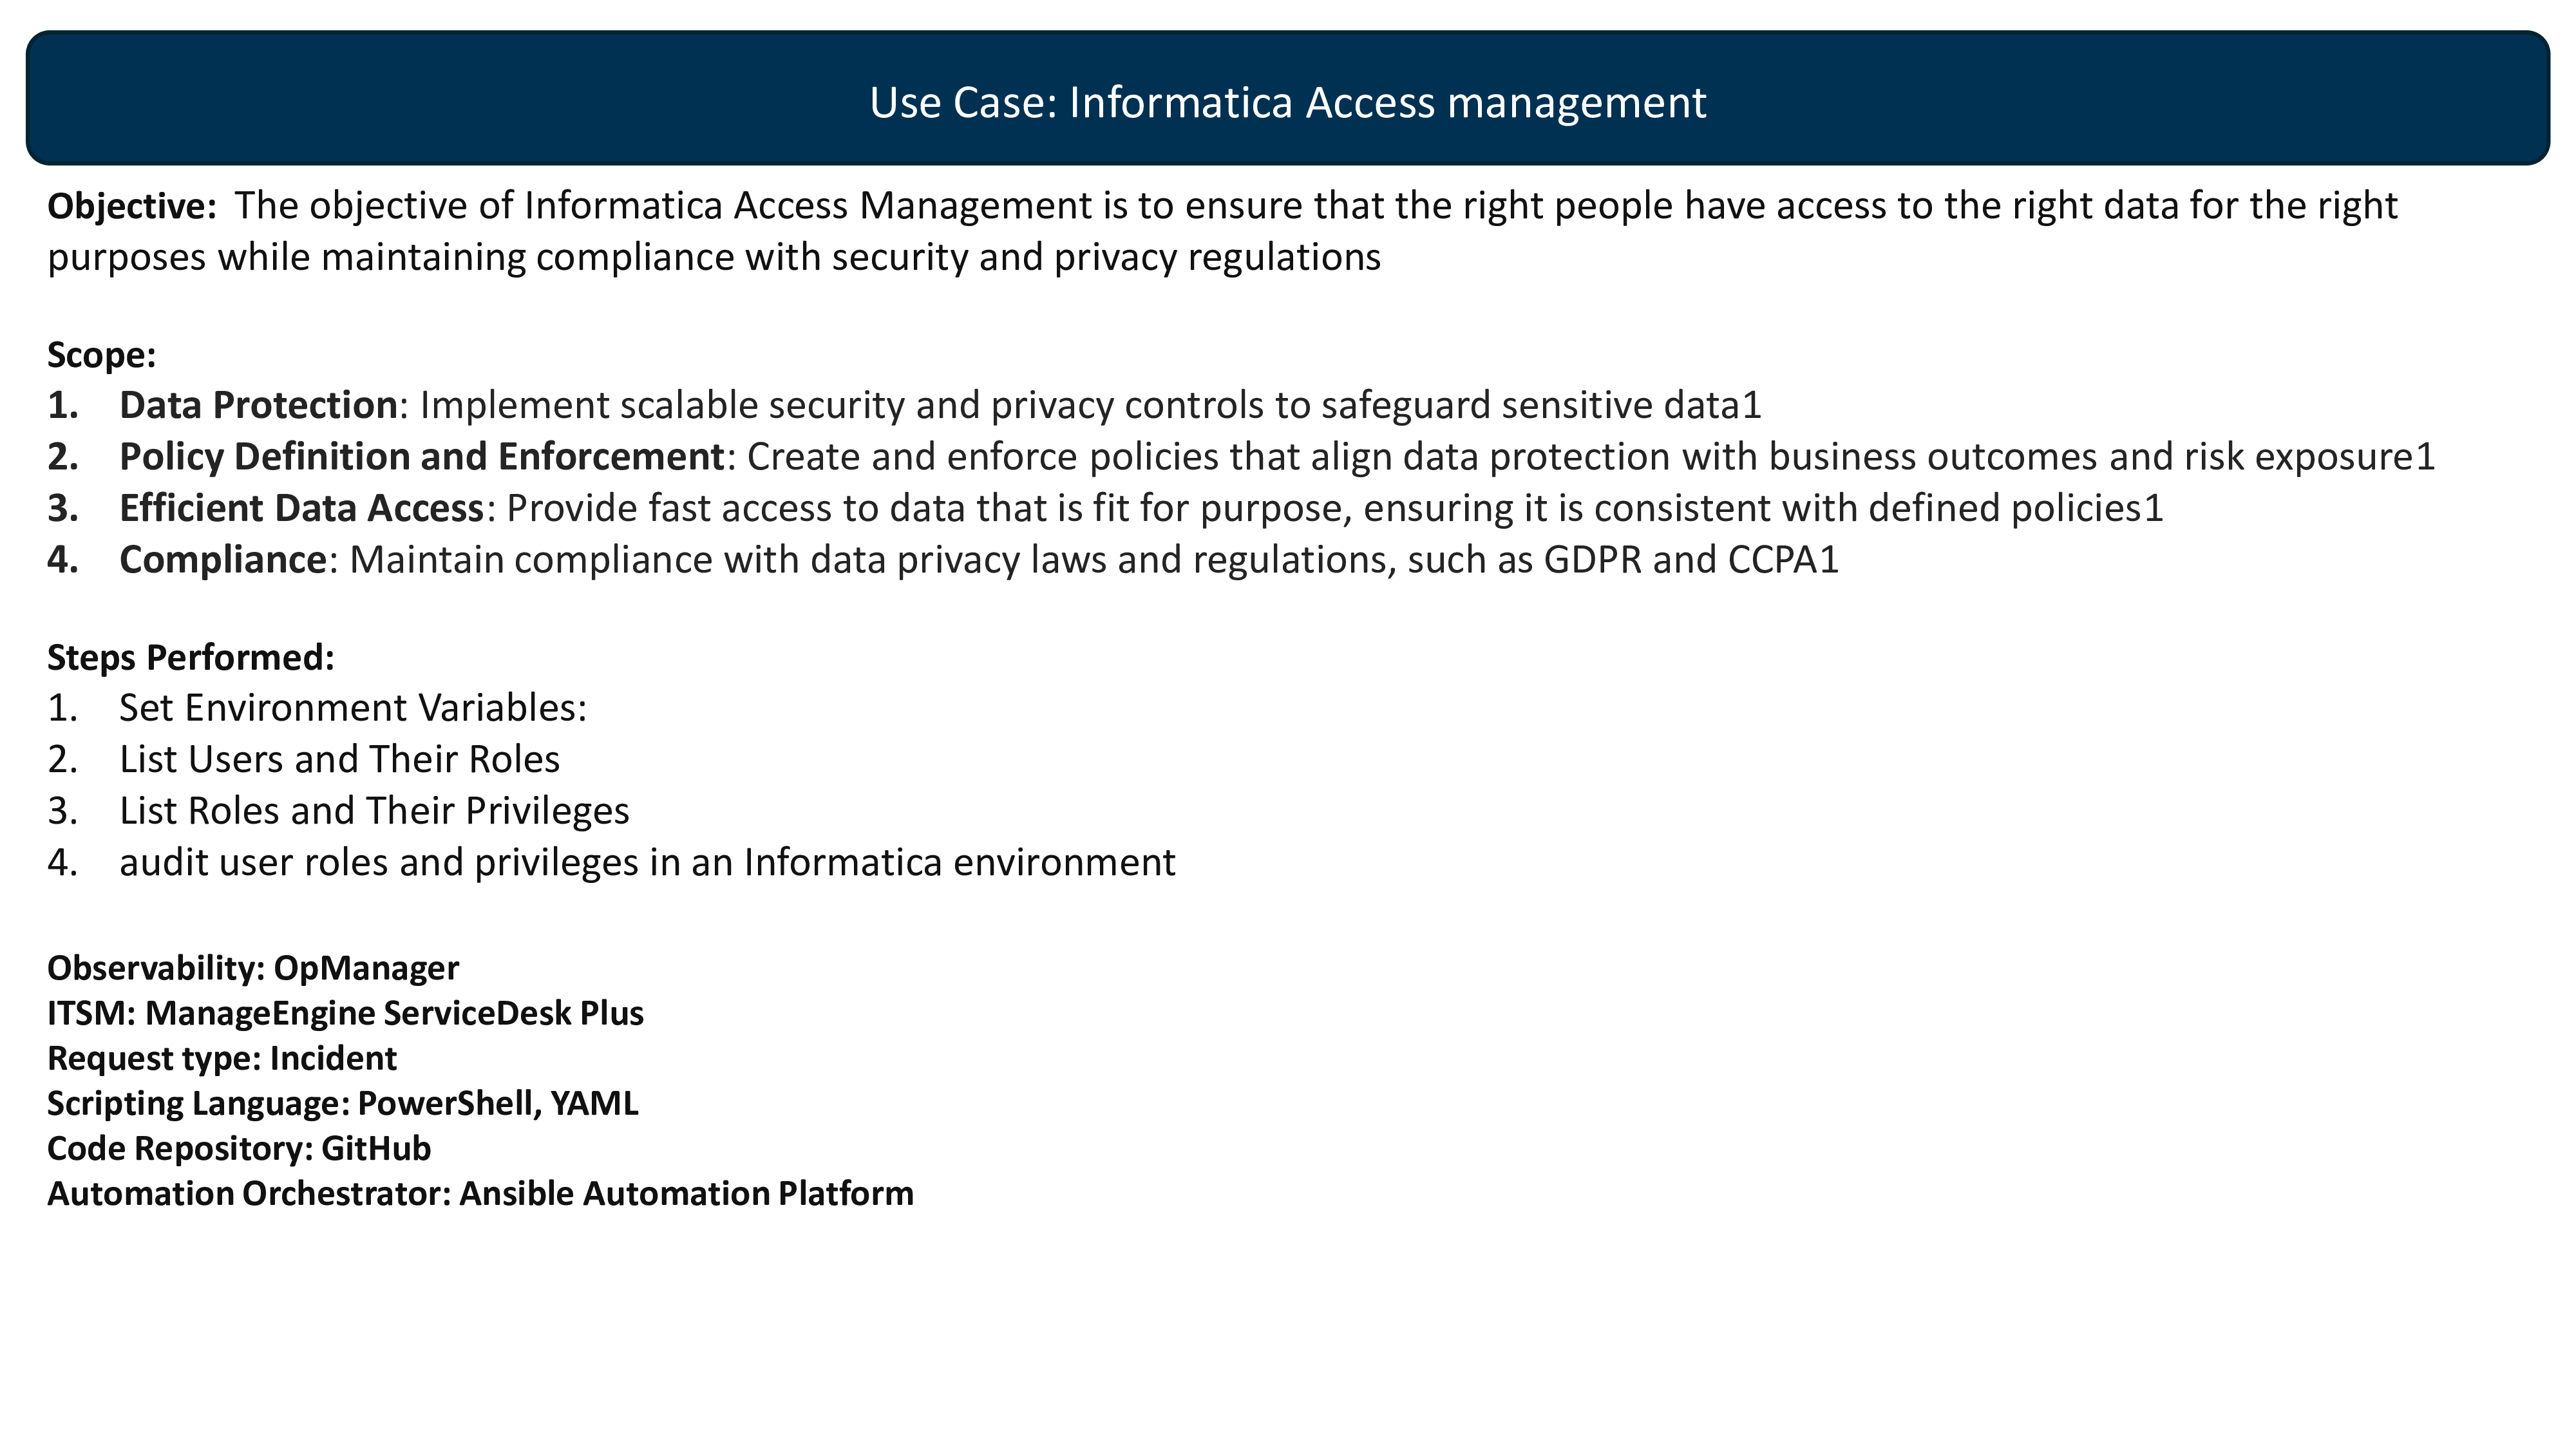 Use Case: Informatica Access management
Objective: The objective of Informatica Access Management is to ensure that the right people have access to the right data for the right
purposes while maintaining compliance with security and privacy regulations
Scope:
1. Data Protection: Implement scalable security and privacy controls to safeguard sensitive data1
2. Policy Definition and Enforcement: Create and enforce policies that align data protection with business outcomes and risk exposure1
3. Efficient Data Access: Provide fast access to data that is fit for purpose, ensuring it is consistent with defined policies1
4. Compliance: Maintain compliance with data privacy laws and regulations, such as GDPR and CCPA1
Steps Performed:
1. Set Environment Variables:
2. List Users and Their Roles
3. List Roles and Their Privileges
4. audit user roles and privileges in an Informatica environment
Observability: OpManager
ITSM: ManageEngine ServiceDesk Plus
Request type: Incident
Scripting Language: PowerShell, YAML
Code Repository: GitHub
Automation Orchestrator: Ansible Automation Platform